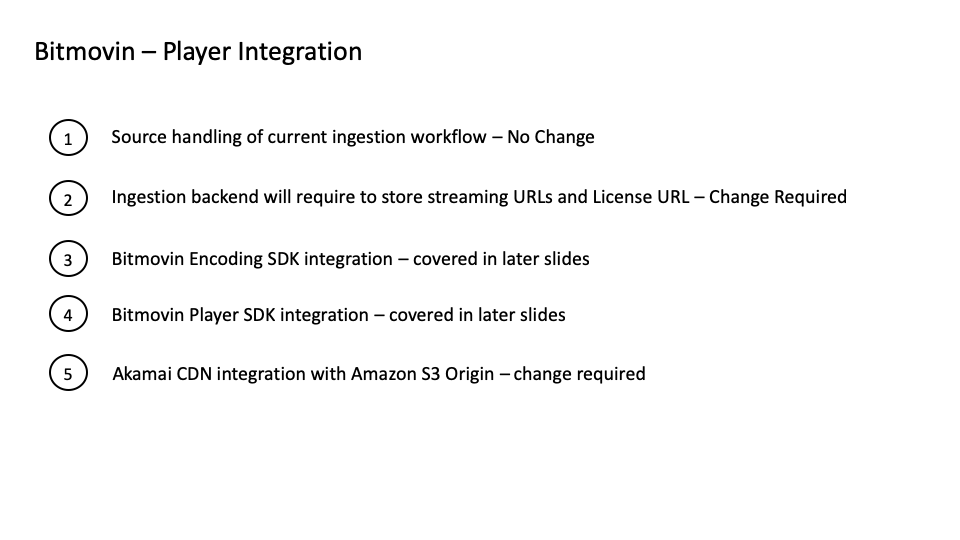 Bitmovin – Player Integration
1 Source handling of current ingestion workflow – No Change
2 Ingestion backend will require to store streaming URLs and License URL – Change Required
3 Bitmovin Encoding SDK integration – covered in later slides
4 Bitmovin Player SDK integration – covered in later slides
5 Akamai CDN integration with Amazon S3 Origin – change required